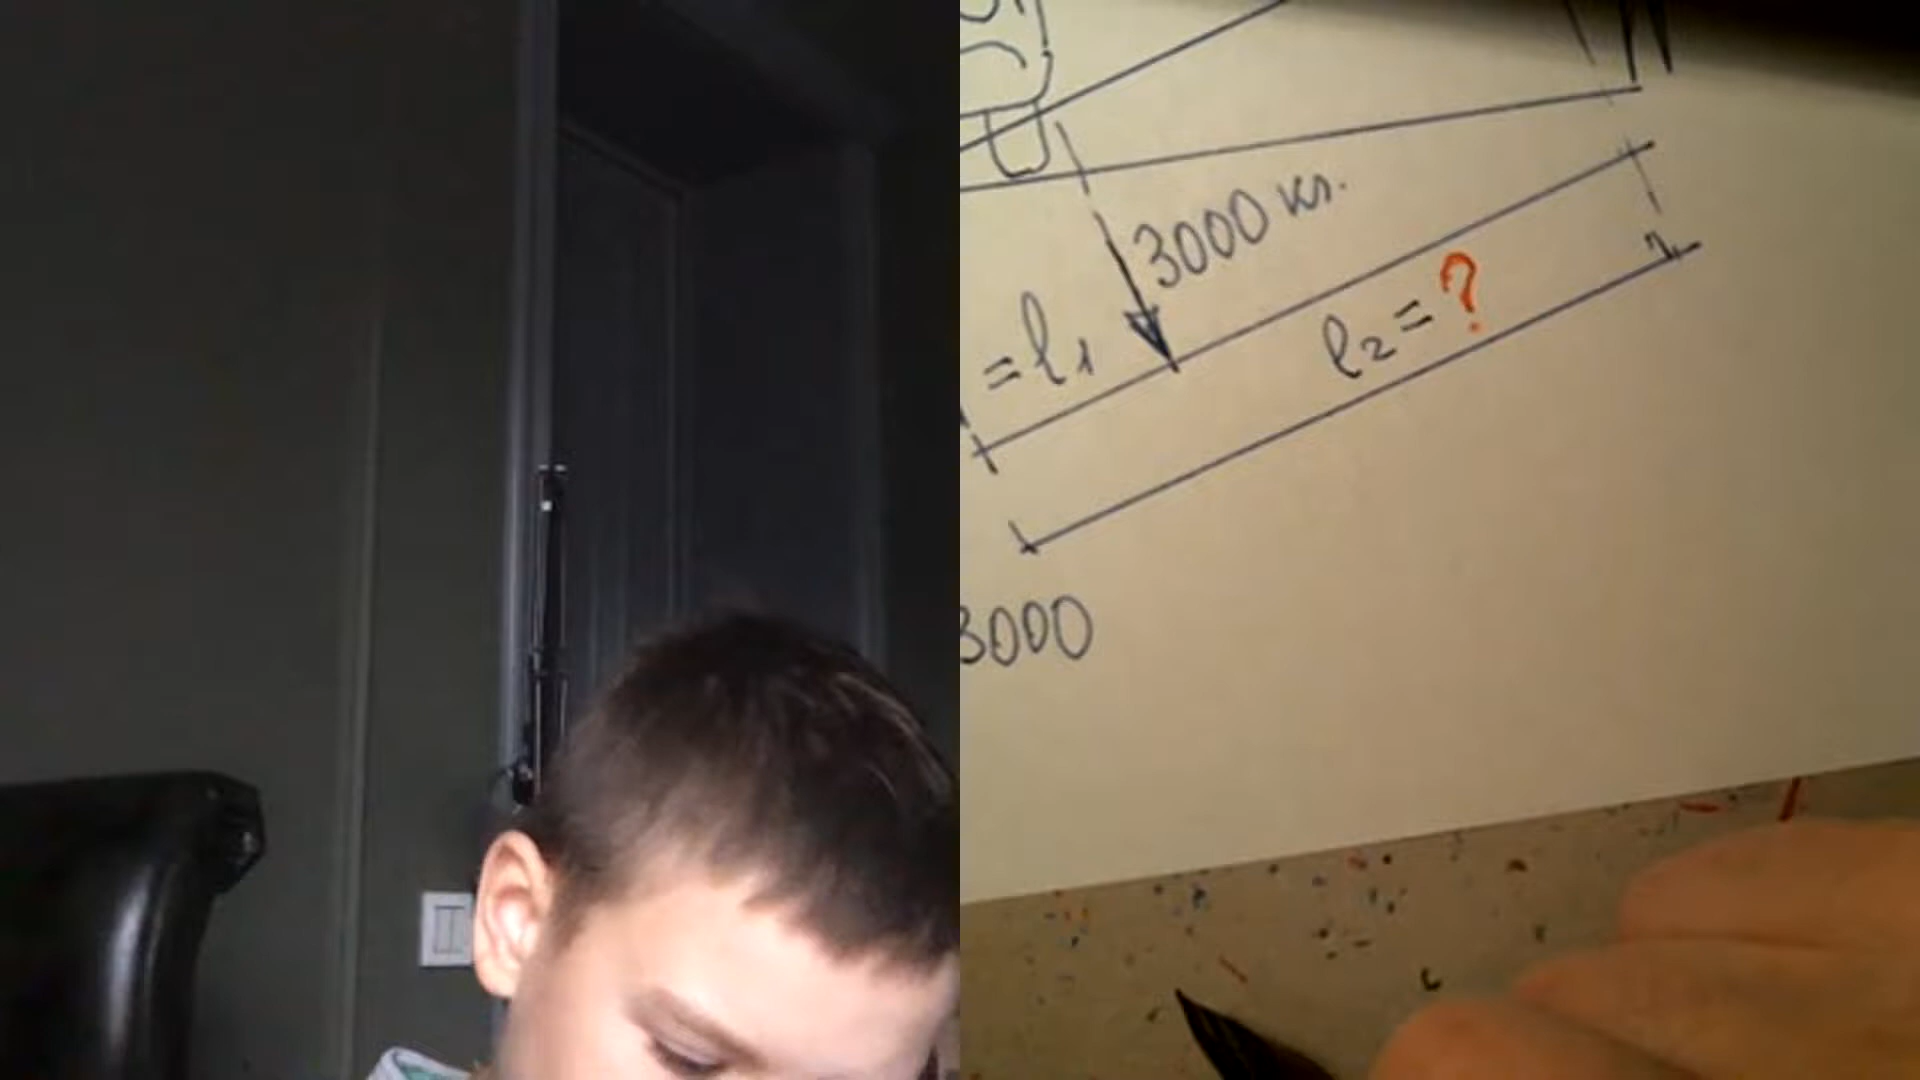 3000 кг.
= l1
l2 = ?
3000